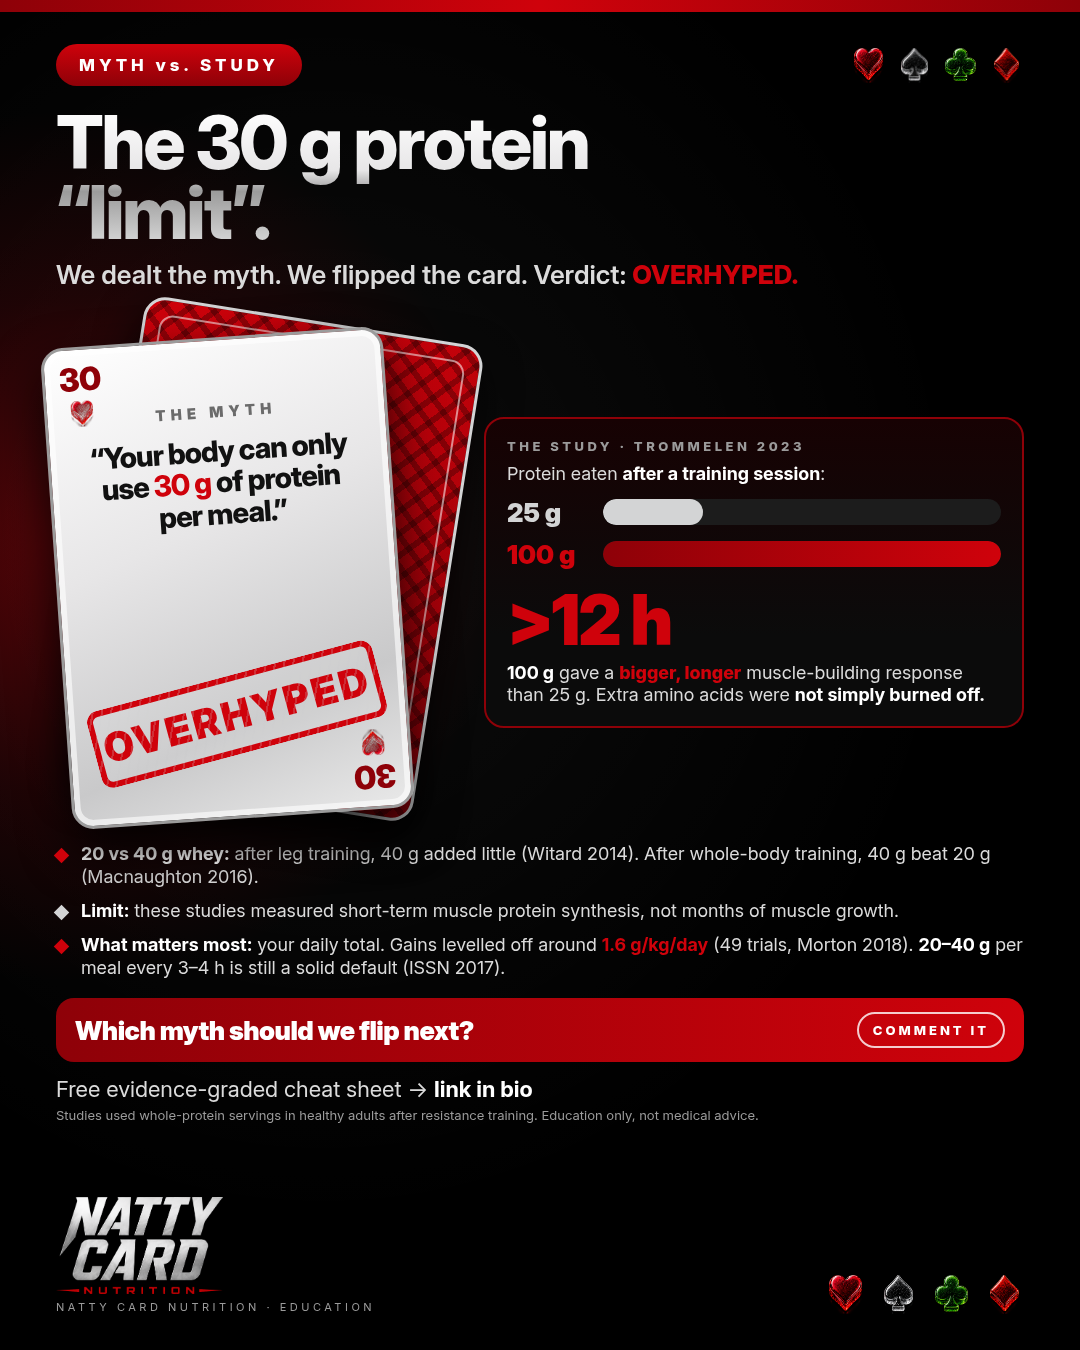 MYTH vs. STUDY
The 30 g protein
“limit”.
We dealt the myth. We flipped the card. Verdict: OVERHYPED.
30
THE MYTH
“Your body can only
use 30 g of protein
per meal.”
OVERHYPED
30
THE STUDY · TROMMELEN 2023
Protein eaten after a training session:
25 g
100 g
>12 h
100 g gave a bigger, longer muscle-building response
than 25 g. Extra amino acids were not simply burned off.
20 vs 40 g whey: after leg training, 40 g added little (Witard 2014). After whole-body training, 40 g beat 20 g
(Macnaughton 2016).
Limit: these studies measured short-term muscle protein synthesis, not months of muscle growth.
What matters most: your daily total. Gains levelled off around 1.6 g/kg/day (49 trials, Morton 2018). 20–40 g per
meal every 3–4 h is still a solid default (ISSN 2017).
Which myth should we flip next?
COMMENT IT
Free evidence-graded cheat sheet → link in bio
Studies used whole-protein servings in healthy adults after resistance training. Education only, not medical advice.
NATTY
CARD
NUTRITION
NATTY CARD NUTRITION · EDUCATION